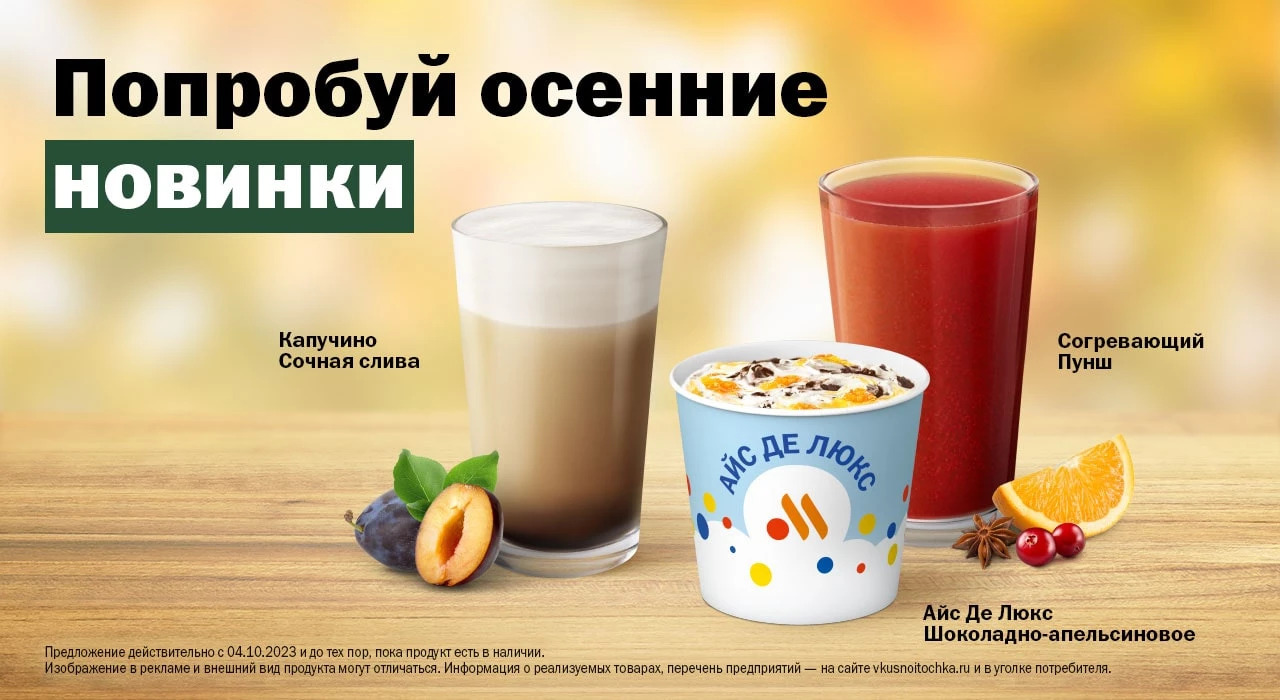 Попробуй осенние
новинки
Капучино
Сочная слива
Согревающий
Пунш
АЙС ДЕ ЛЮКС
Айс Де Люкс
Шоколадно-апельсиновое
Предложение действительно с 04.10.2023 и до тех пор, пока продукт есть в наличии.
Изображение в рекламе и внешний вид продукта могут отличаться. Информация о реализуемых товарах, перечень предприятий — на сайте vkusnoitochka.ru и в уголке потребителя.